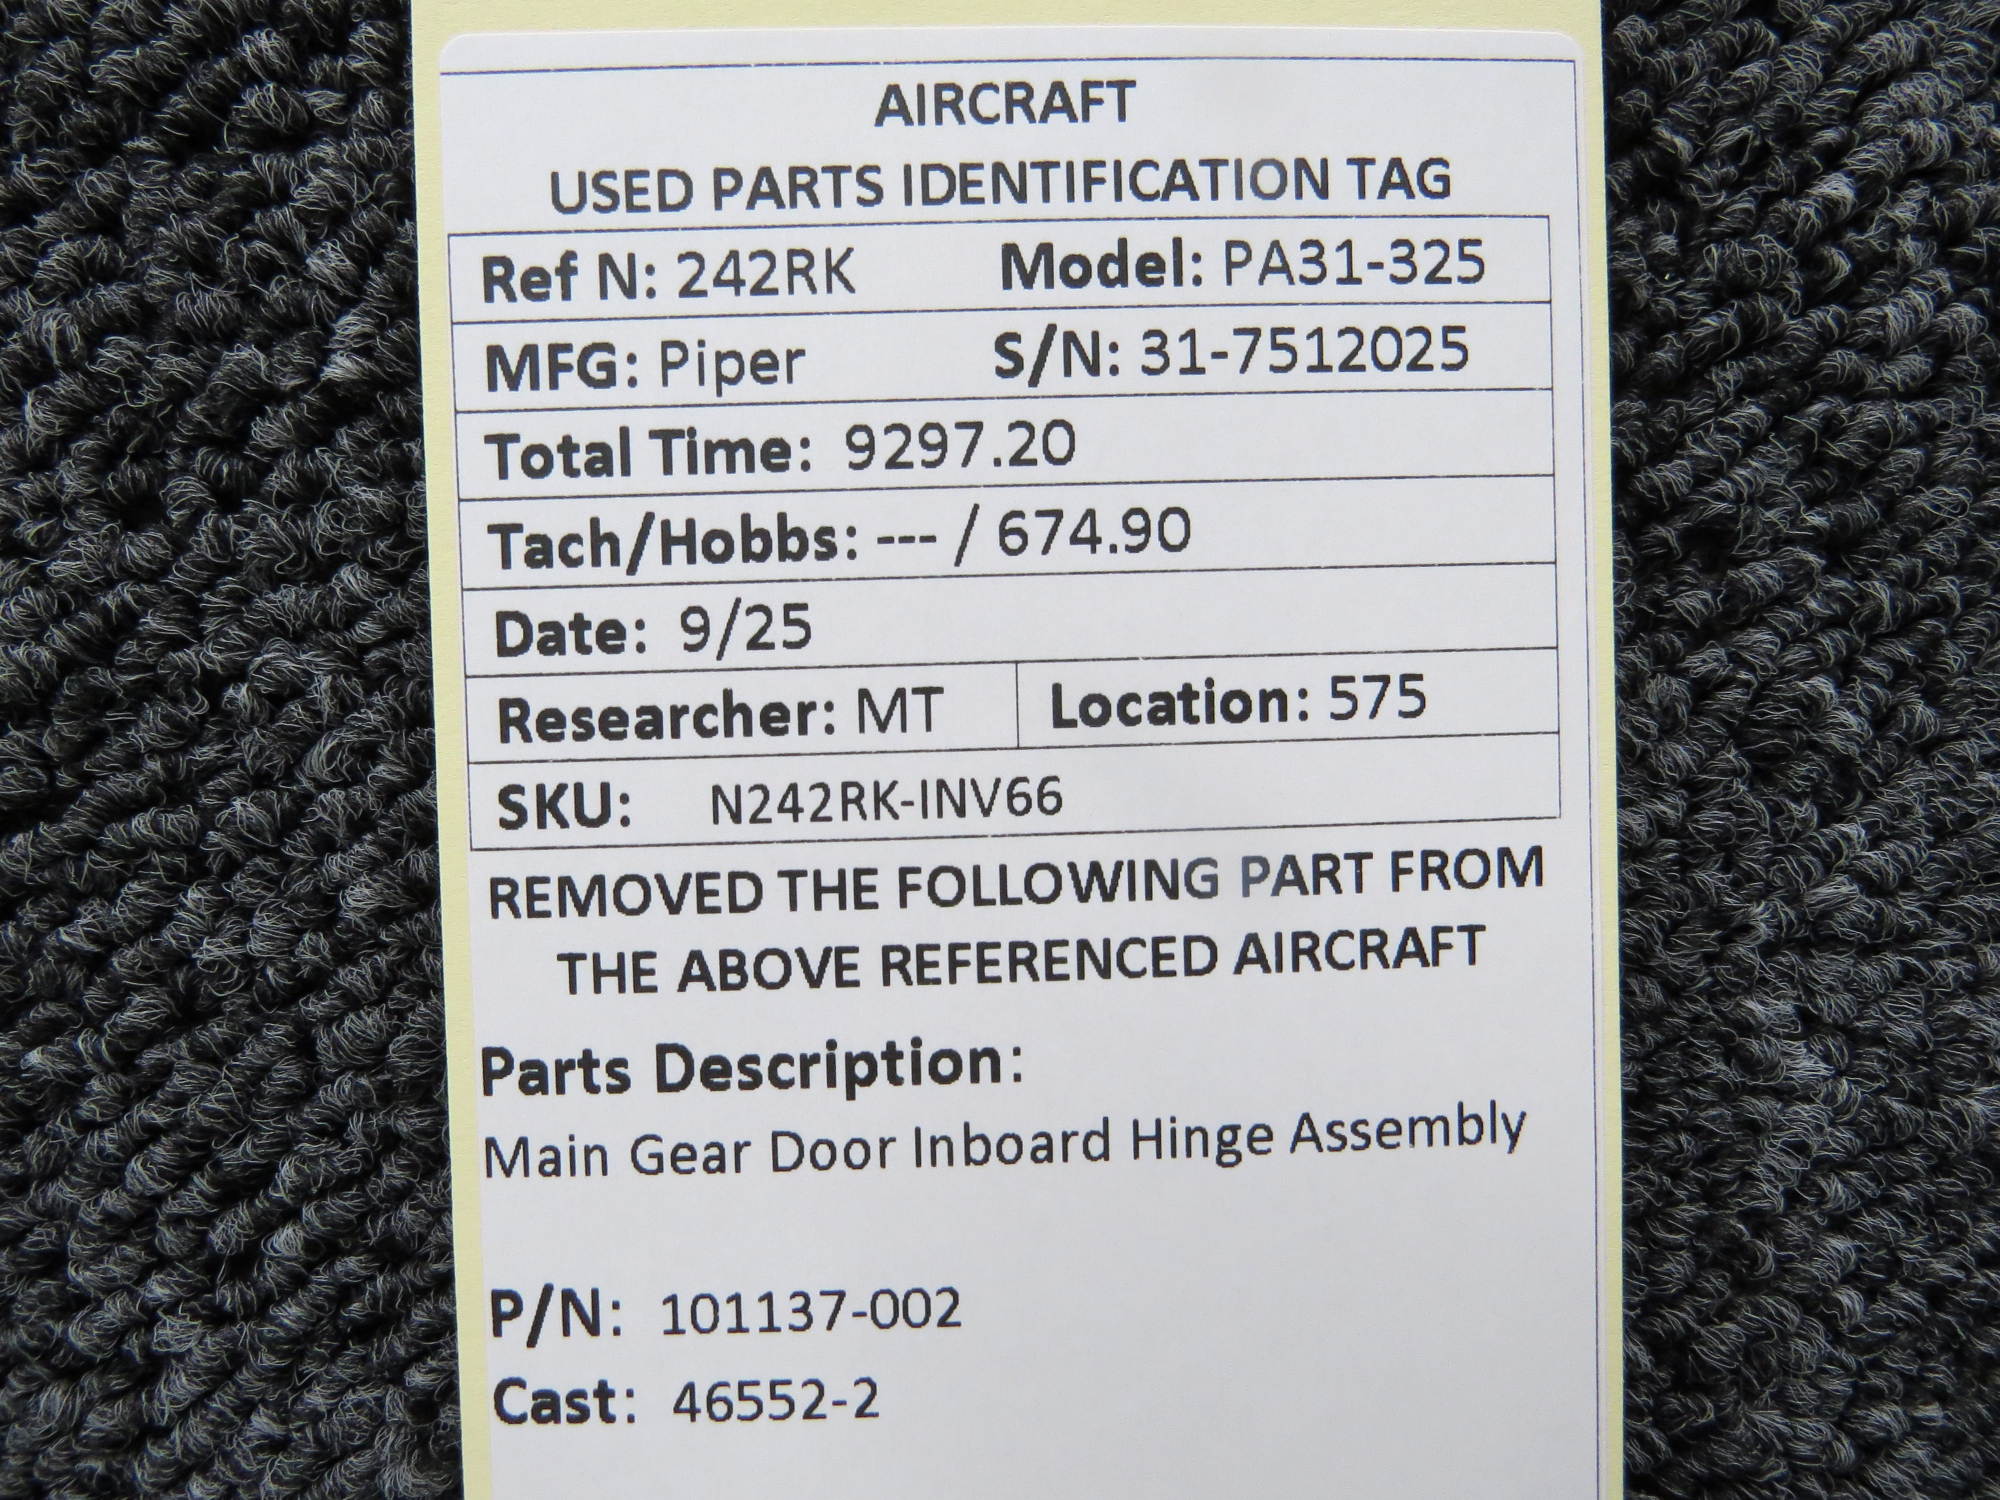 AIRCRAFT
USED PARTS IDENTIFICATION TAG
Ref N: 242RK Model: PA31-325
MFG: Piper S/N: 31-7512025
Total Time: 9297.20
Tach/Hobbs: --- / 674.90
Date: 9/25
Researcher: MT Location: 575
SKU: N242RK-INV66
REMOVED THE FOLLOWING PART FROM
THE ABOVE REFERENCED AIRCRAFT
Parts Description:
Main Gear Door Inboard Hinge Assembly
P/N: 101137-002
Cast: 46552-2